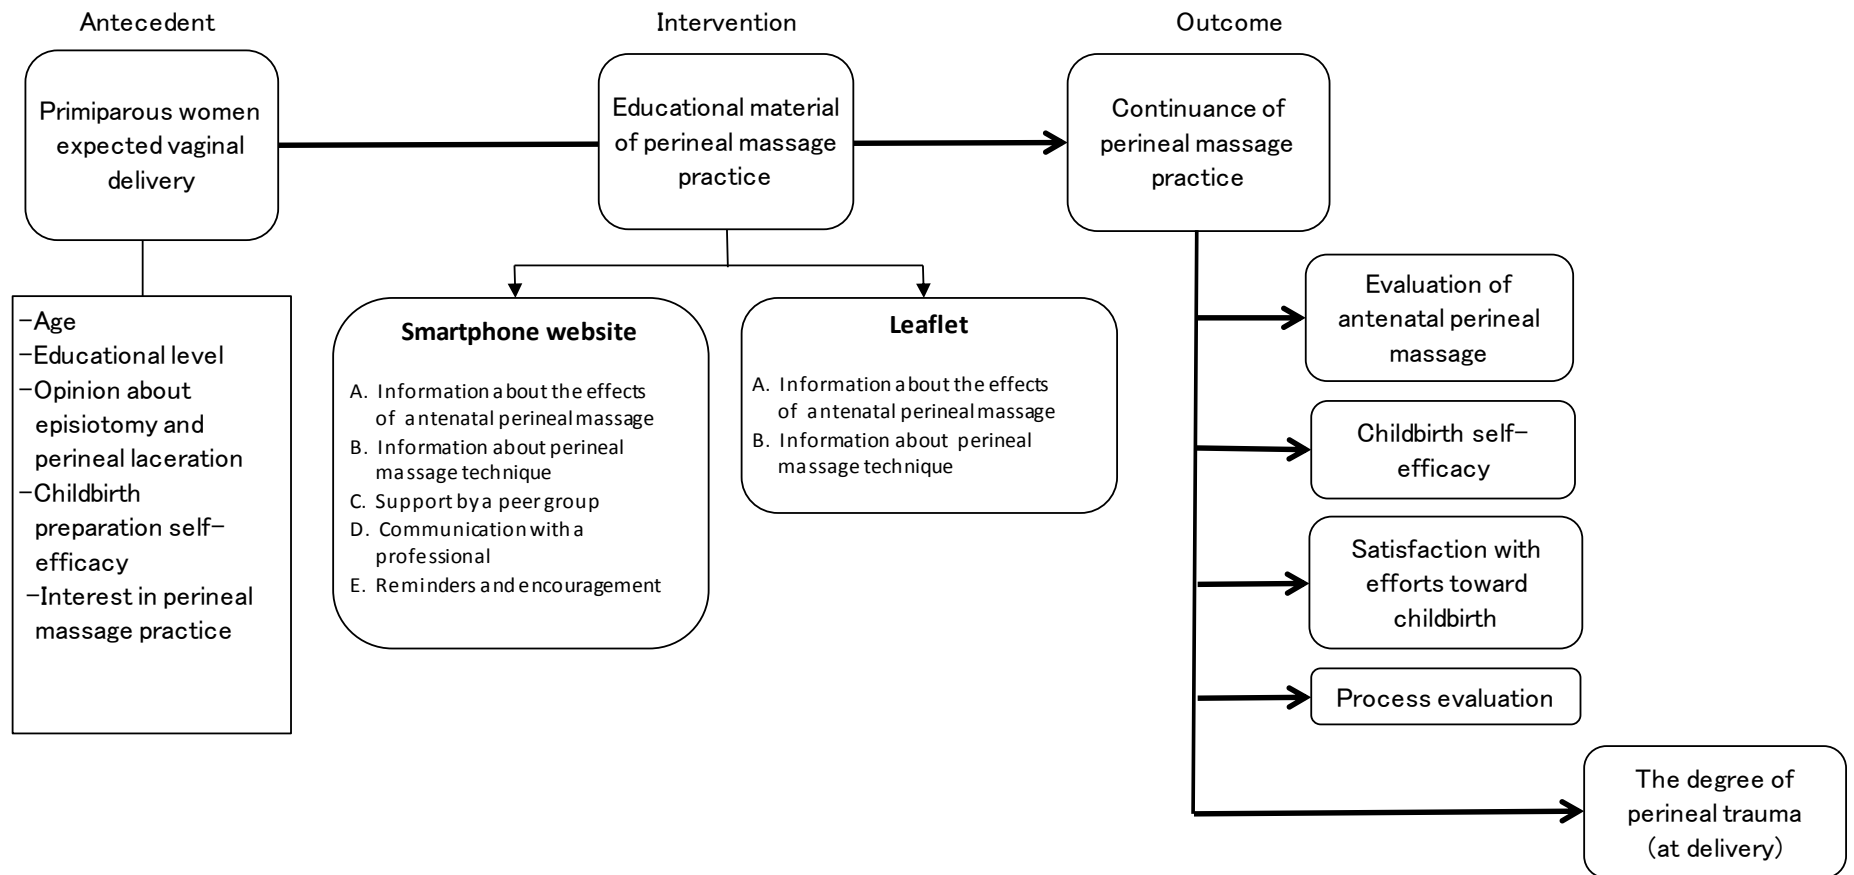 Antecedent
Intervention
Outcome
Primiparous women
expected vaginal
delivery
Educational material
of perineal massage
practice
Continuance of
perineal massage
practice
-Age
-Educational level
-Opinion about
episiotomy and
perineal laceration
-Childbirth
preparation self-
efficacy
-Interest in perineal
massage practice
Smartphone website
A. Information about the effects
of antenatal perineal massage
B. Information about perineal
massage technique
C. Support by a peer group
D. Communication with a
professional
E. Reminders and encouragement
Leaflet
A. Information about the effects
of antenatal perineal massage
B. Information about perineal
massage technique
Evaluation of
antenatal perineal
massage
Childbirth self-
efficacy
Satisfaction with
efforts toward
childbirth
Process evaluation
The degree of
perineal trauma
(at delivery)